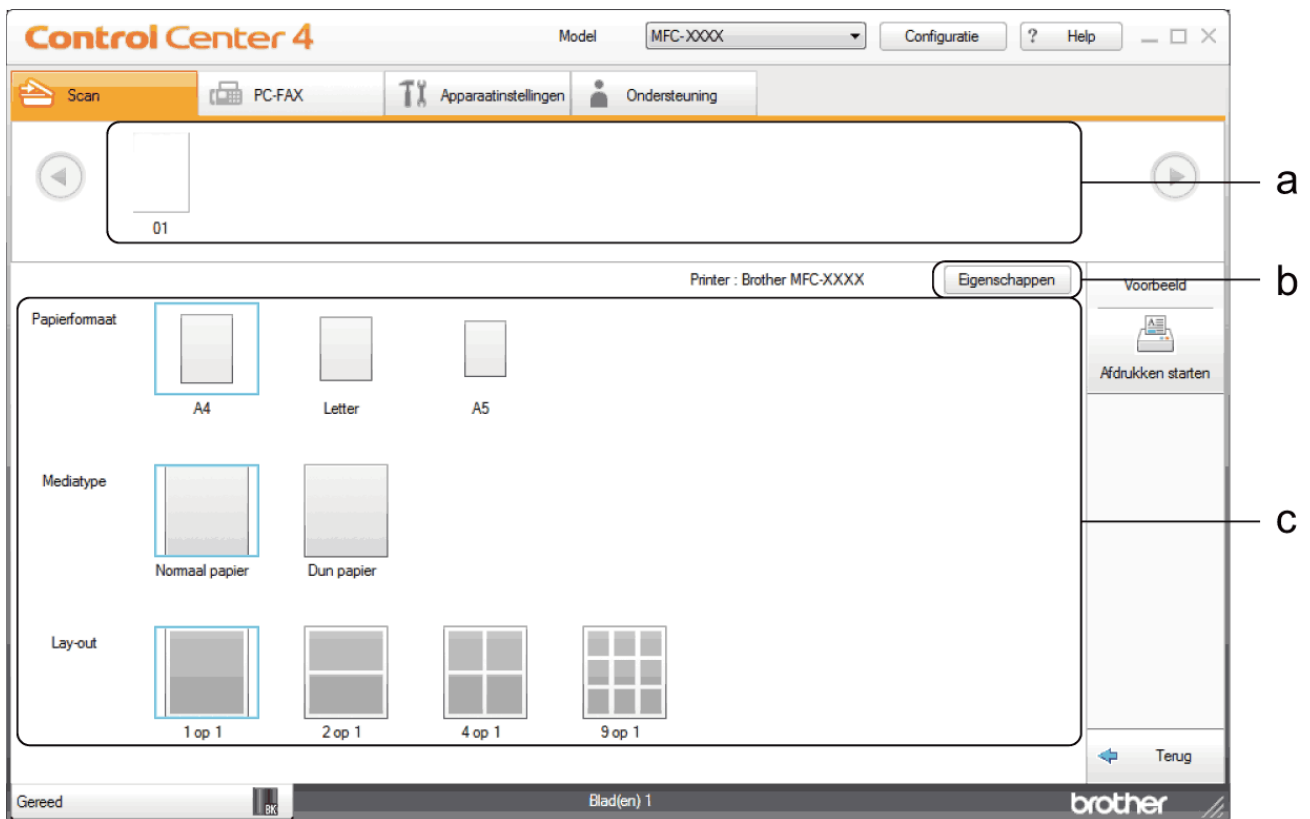 Control Center 4 Model MFC-XXXX Configuratie ? Help
Scan PC-FAX Apparaatinstellingen Ondersteuning
01
a
Printer : Brother MFC-XXXX Eigenschappen
b
Voorbeeld
Papierformaat
Afdrukken starten
A4 Letter A5
Mediatype
c
Normaal papier Dun papier
Lay-out
1 op 1 2 op 1 4 op 1 9 op 1
Terug
Gereed BK Blad(en) 1 brother